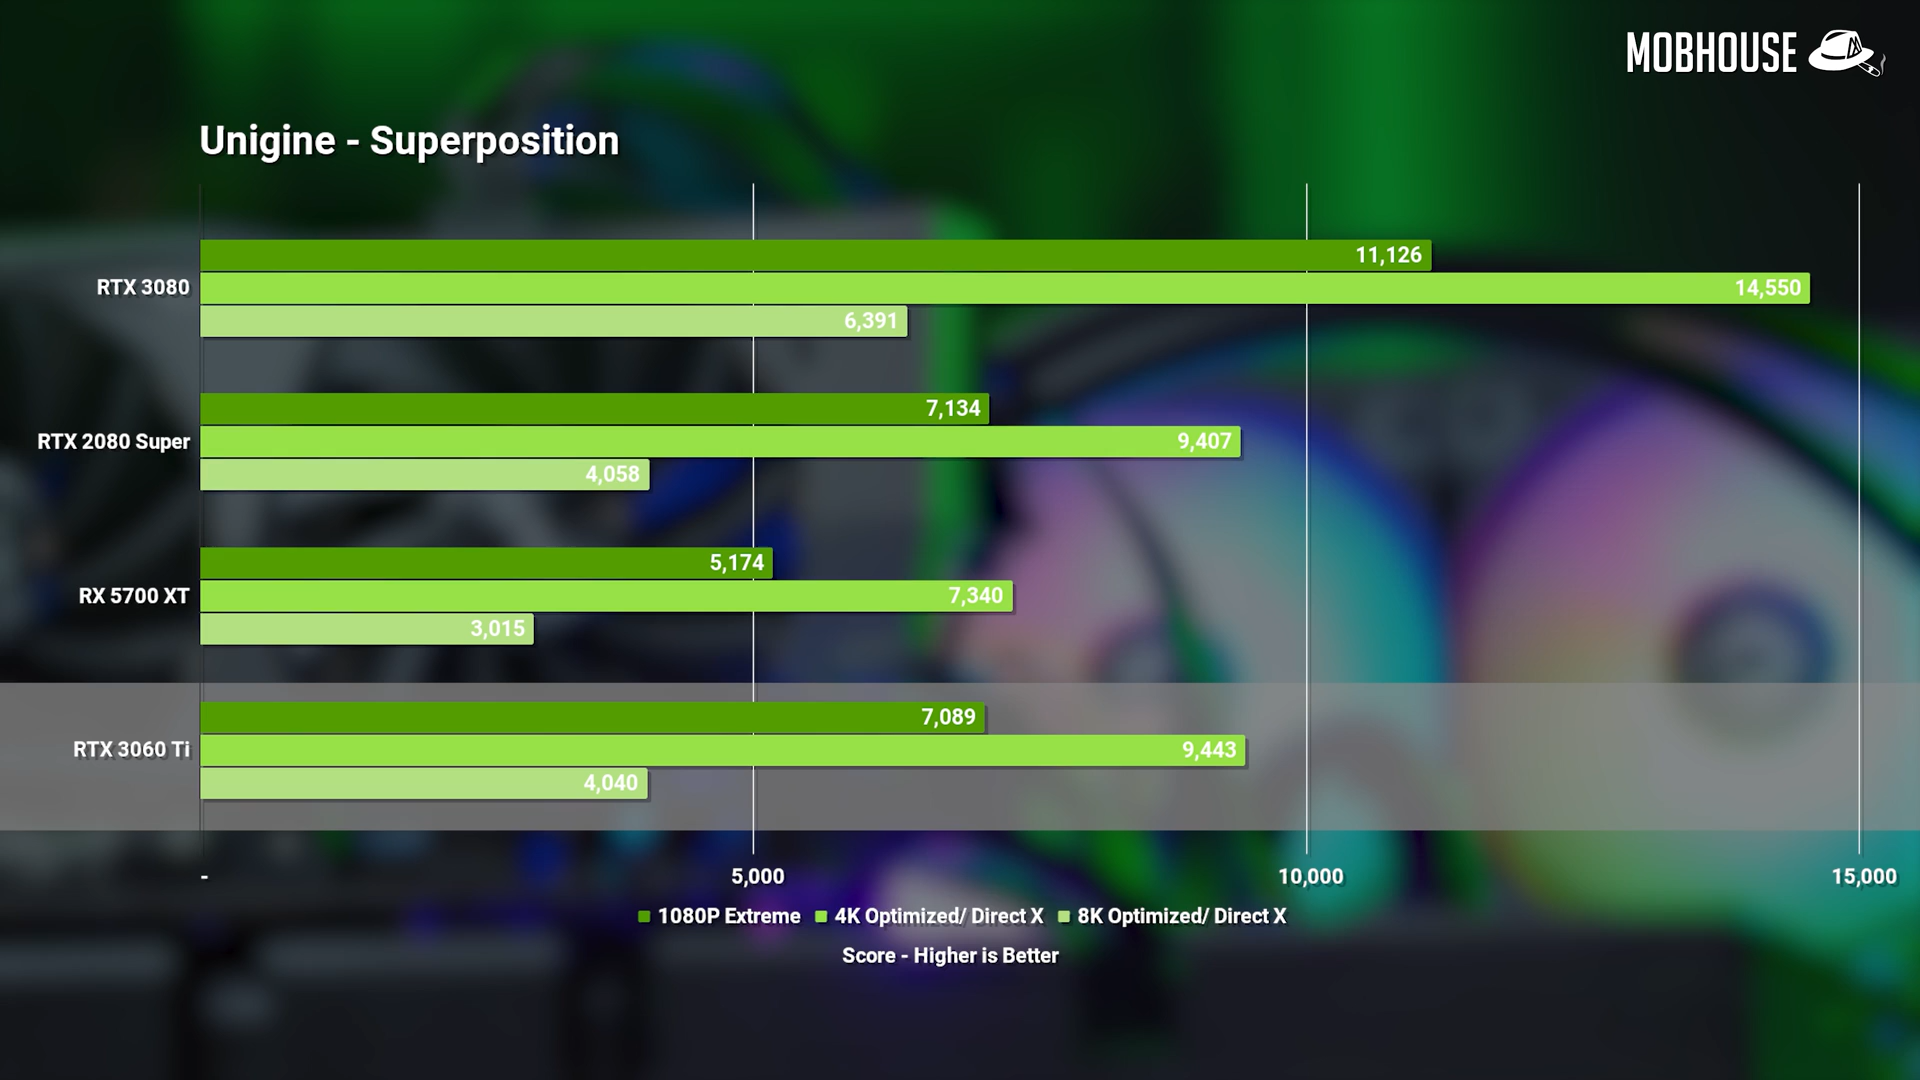 MOBHOUSE
Unigine - Superposition
RTX 3080
11,126
14,550
6,391
RTX 2080 Super
7,134
9,407
4,058
RX 5700 XT
5,174
7,340
3,015
RTX 3060 Ti
7,089
9,443
4,040
- 5,000 10,000 15,000
1080P Extreme 4K Optimized/ Direct X 8K Optimized/ Direct X
Score - Higher is Better